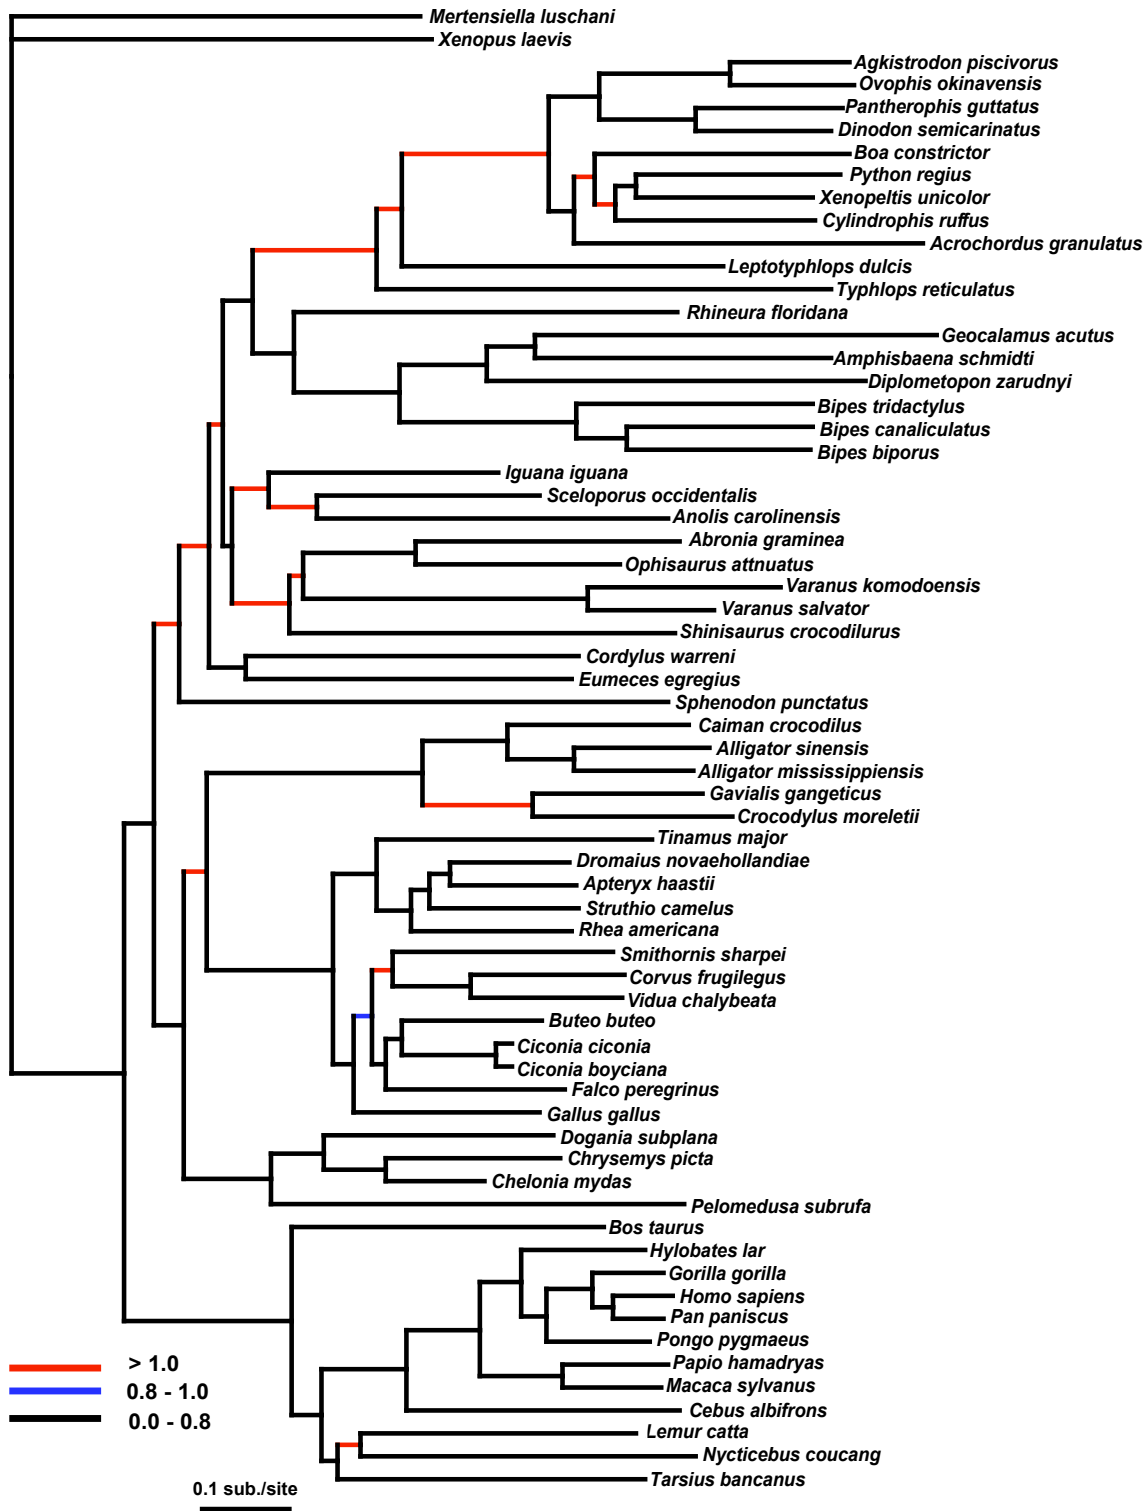 Mertensiella luschani
Xenopus laevis
Agkistrodon piscivorus
Ovophis okinavensis
Pantherophis guttatus
Dinodon semicarinatus
Boa constrictor
Python regius
Xenopeltis unicolor
Cylindrophis ruffus
Acrochordus granulatus
Leptotyphlops dulcis
Typhlops reticulatus
Rhineura floridana
Geocalamus acutus
Amphisbaena schmidti
Diplometopon zarudnyi
Bipes tridactylus
Bipes canaliculatus
Bipes biporus
Iguana iguana
Sceloporus occidentalis
Anolis carolinensis
Abronia graminea
Ophisaurus attnuatus
Varanus komodoensis
Varanus salvator
Shinisaurus crocodilurus
Cordylus warreni
Eumeces egregius
Sphenodon punctatus
Caiman crocodilus
Alligator sinensis
Alligator mississippiensis
Gavialis gangeticus
Crocodylus moreletii
Tinamus major
Dromaius novaehollandiae
Apteryx haastii
Struthio camelus
Rhea americana
Smithornis sharpei
Corvus frugilegus
Vidua chalybeata
Buteo buteo
Ciconia ciconia
Ciconia boyciana
Falco peregrinus
Gallus gallus
Dogania subplana
Chrysemys picta
Chelonia mydas
Pelomedusa subrufa
Bos taurus
Hylobates lar
Gorilla gorilla
Homo sapiens
Pan paniscus
Pongo pygmaeus
Papio hamadryas
Macaca sylvanus
Cebus albifrons
Lemur catta
Nycticebus coucang
Tarsius bancanus
> 1.0
0.8 - 1.0
0.0 - 0.8
0.1 sub./site